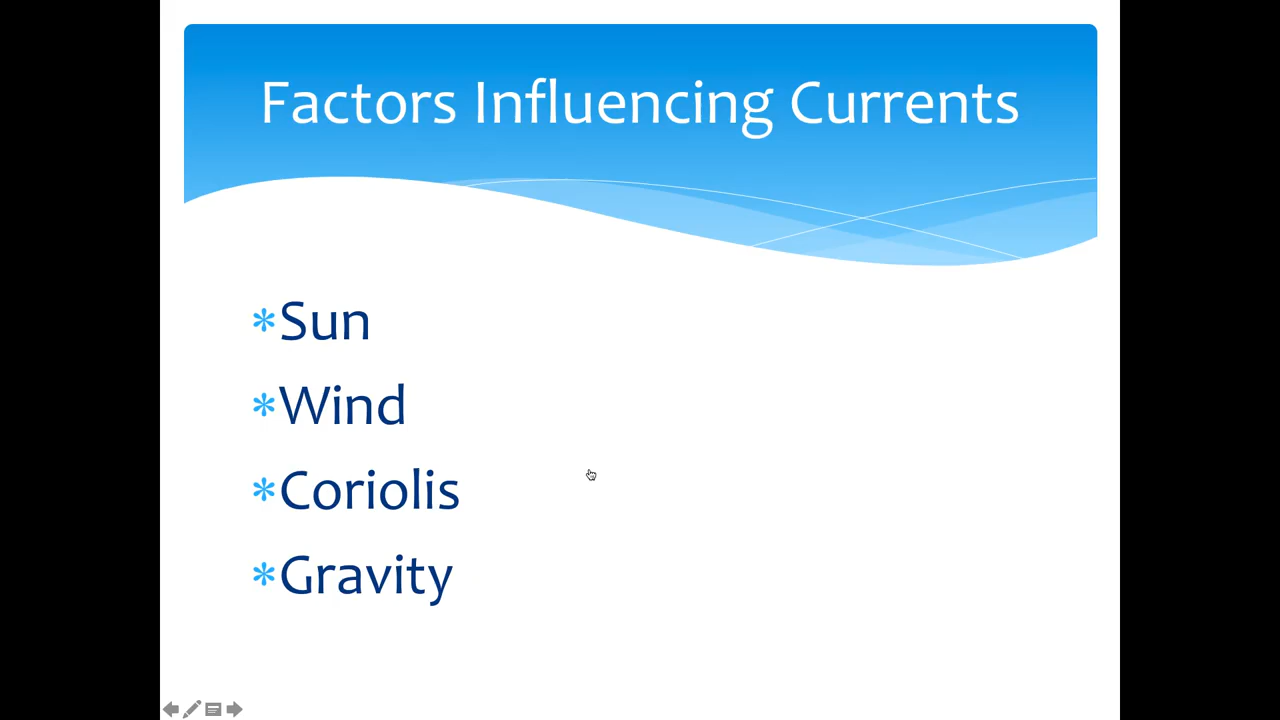 Factors Influencing Currents
*Sun
*Wind
*Coriolis
*Gravity